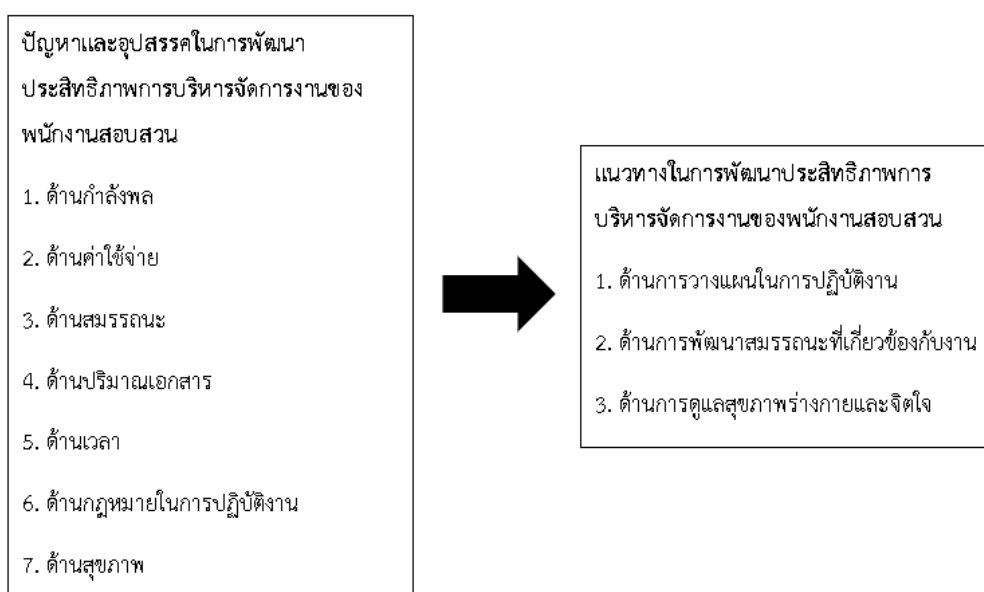 ปัญหาและอุปสรรคในการพัฒนา
ประสิทธิภาพการบริหารจัดการงานของ
พนักงานสอบสวน
1. ด้านกำลังพล
2. ด้านค่าใช้จ่าย
3. ด้านสมรรถนะ
4. ด้านปริมาณเอกสาร
5. ด้านเวลา
6. ด้านกฎหมายในการปฏิบัติงาน
7. ด้านสุขภาพ
แนวทางในการพัฒนาประสิทธิภาพการ
บริหารจัดการงานของพนักงานสอบสวน
1. ด้านการวางแผนในการปฏิบัติงาน
2. ด้านการพัฒนาสมรรถนะที่เกี่ยวข้องกับงาน
3. ด้านการดูแลสุขภาพร่างกายและจิตใจ